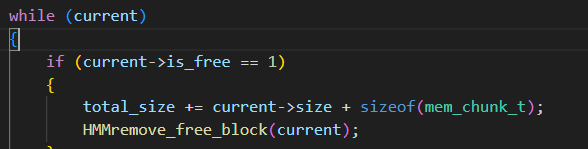 while (current)
{
if (current->is_free == 1)
{
total_size += current->size + sizeof(mem_chunk_t);
HMMremove_free_block(current);